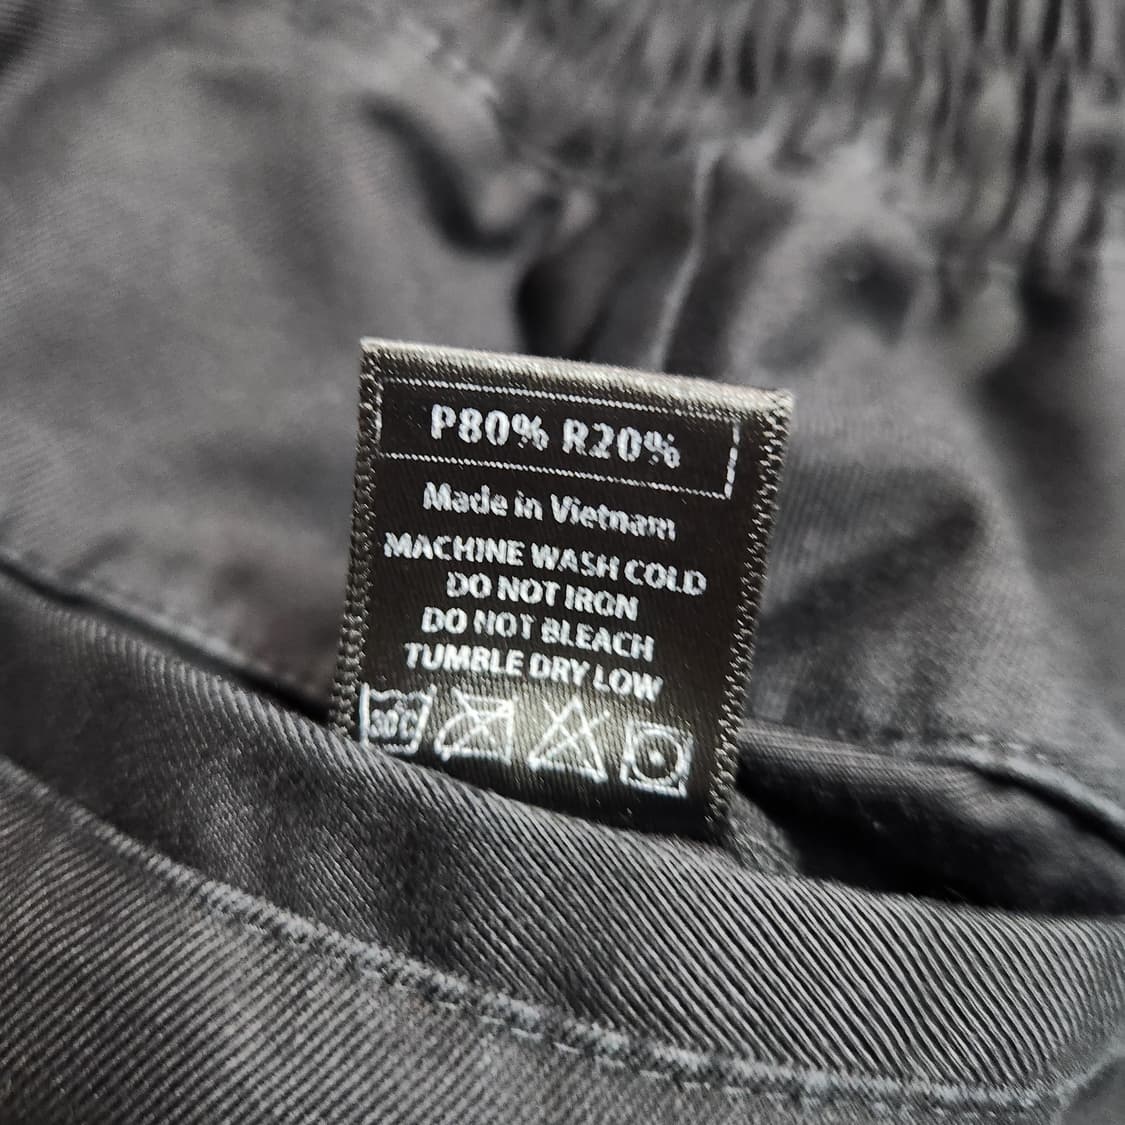 P80% R20%
Made in Vietnam
MACHINE WASH COLD
DO NOT IRON
DO NOT BLEACH
TUMBLE DRY LOW
30°C